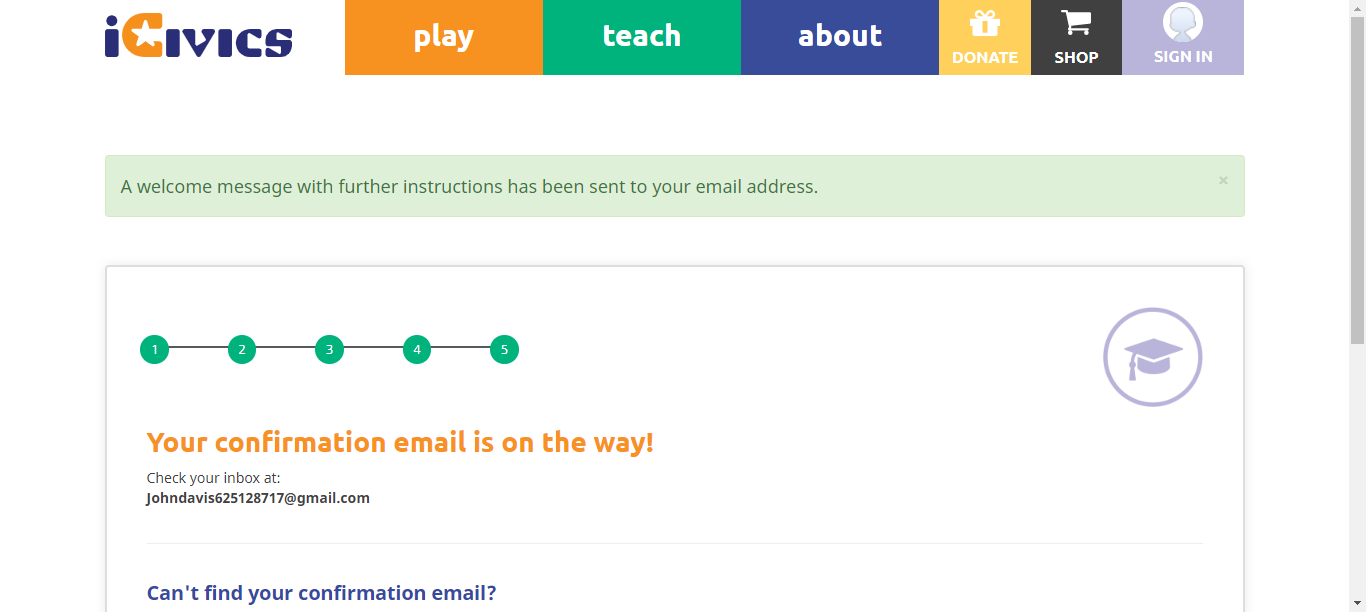 iCivics
play
teach
about
DONATE
SHOP
SIGN IN
A welcome message with further instructions has been sent to your email address.
×
1
2
3
4
5
Your confirmation email is on the way!
Check your inbox at:
Johndavis625128717@gmail.com
Can't find your confirmation email?